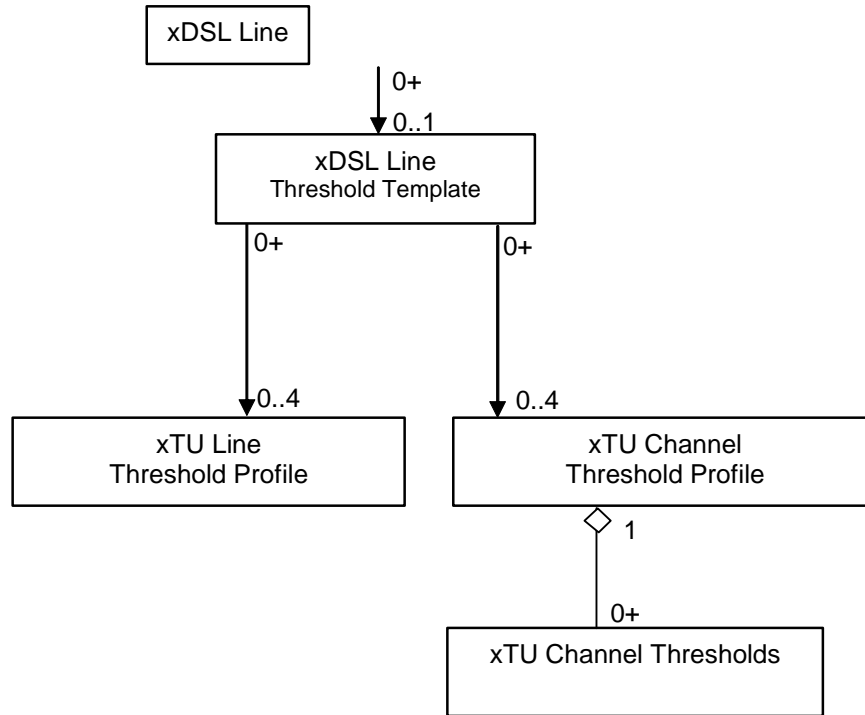 xDSL Line
0+
0..1
xDSL Line
Threshold Template
0+
0+
0..4
0..4
xTU Line
Threshold Profile
xTU Channel
Threshold Profile
1
0+
xTU Channel Thresholds